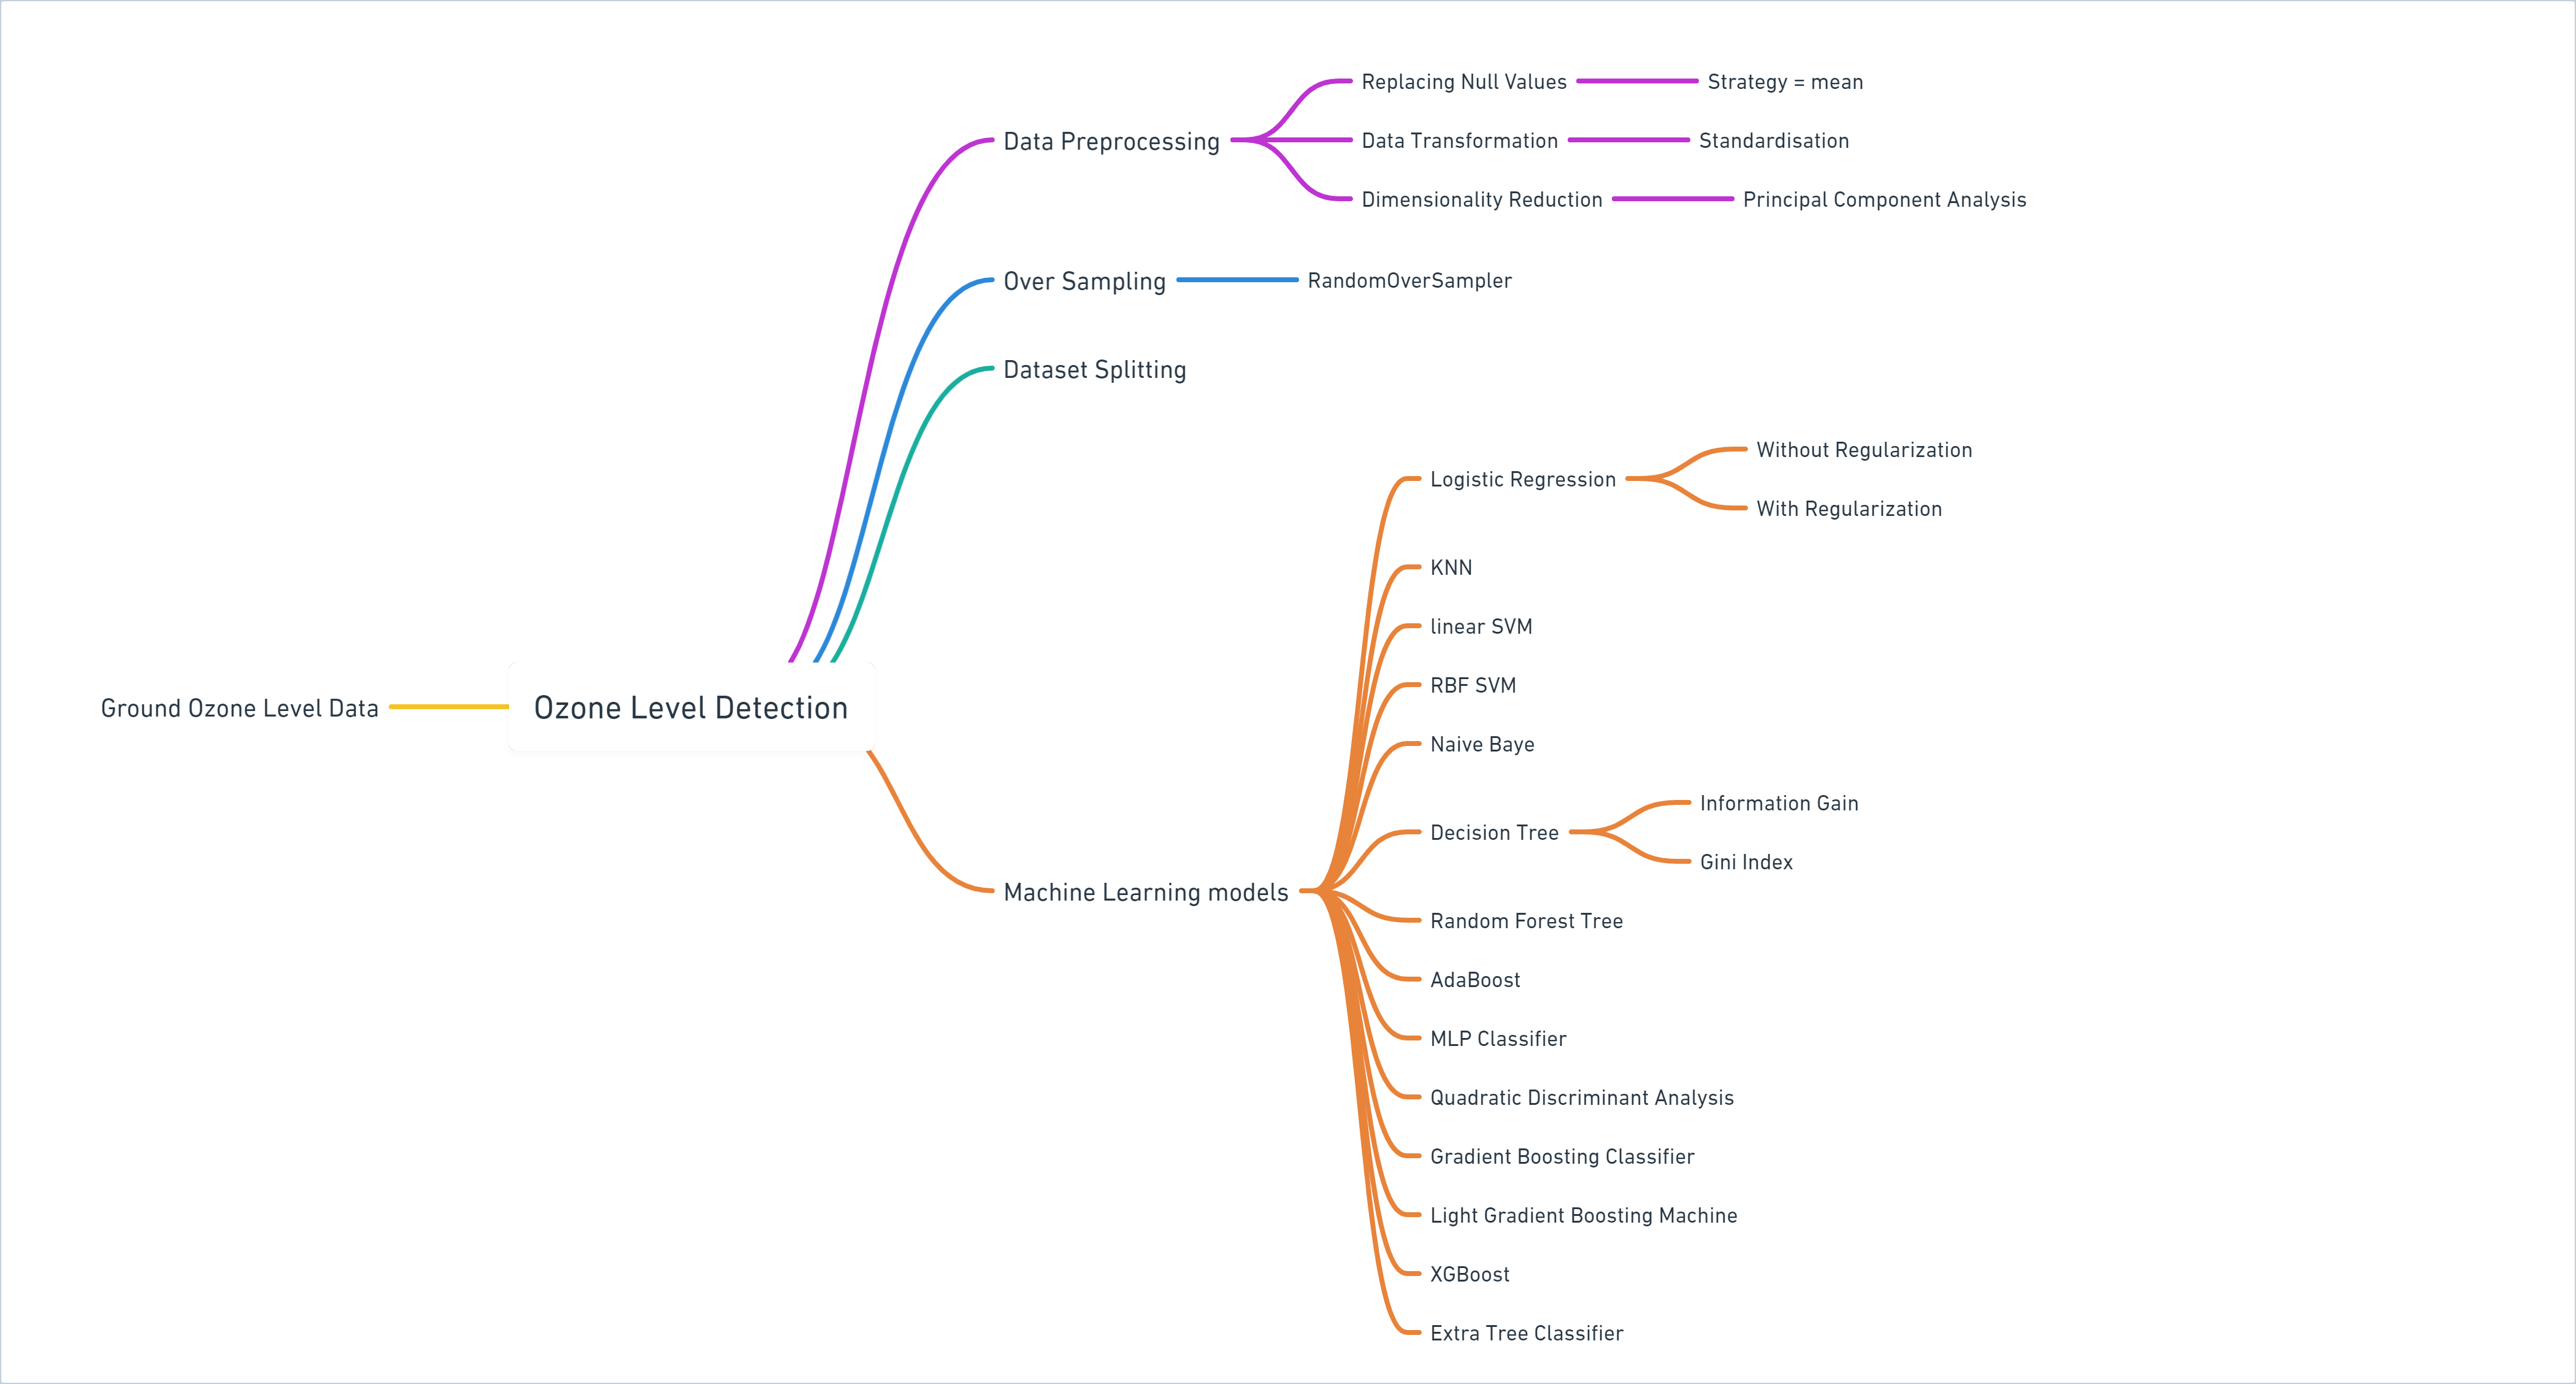 Ground Ozone Level Data
Ozone Level Detection
Data Preprocessing
Replacing Null Values
Strategy = mean
Data Transformation
Standardisation
Dimensionality Reduction
Principal Component Analysis
Over Sampling
RandomOverSampler
Dataset Splitting
Machine Learning models
Logistic Regression
Without Regularization
With Regularization
KNN
linear SVM
RBF SVM
Naive Baye
Decision Tree
Information Gain
Gini Index
Random Forest Tree
AdaBoost
MLP Classifier
Quadratic Discriminant Analysis
Gradient Boosting Classifier
Light Gradient Boosting Machine
XGBoost
Extra Tree Classifier